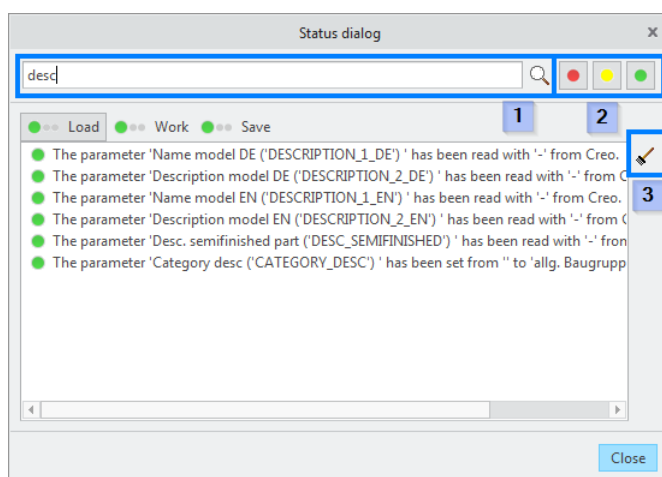 Status dialog x
desc
1 2
Load Work Save
The parameter 'Name model DE ('DESCRIPTION_1_DE') ' has been read with '-' from Creo.
The parameter 'Description model DE ('DESCRIPTION_2_DE') ' has been read with '-' from C
The parameter 'Name model EN ('DESCRIPTION_1_EN') ' has been read with '-' from Creo.
3
The parameter 'Description model EN ('DESCRIPTION_2_EN') ' has been read with '-' from C
The parameter 'Desc. semifinished part ('DESC_SEMIFINISHED') ' has been read with '-' fron
The parameter 'Category desc ('CATEGORY_DESC') ' has been set from '' to 'allg. Baugrupp
Close